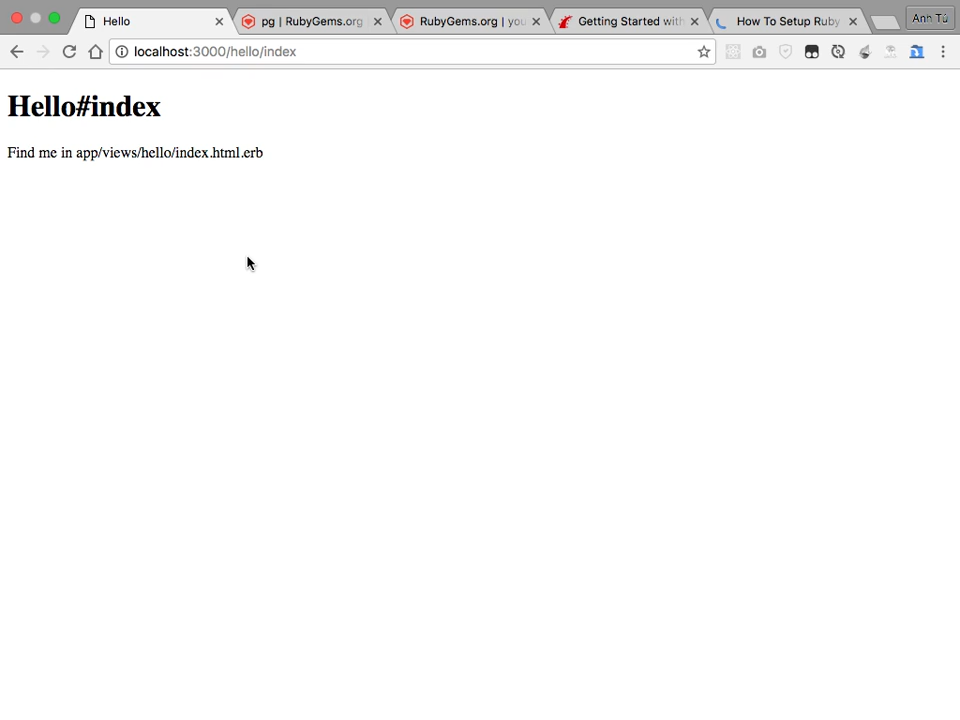 Hello
pg | RubyGems.org
RubyGems.org | you
Getting Started with
How To Setup Ruby
Anh Tú
localhost:3000/hello/index
Hello#index
Find me in app/views/hello/index.html.erb